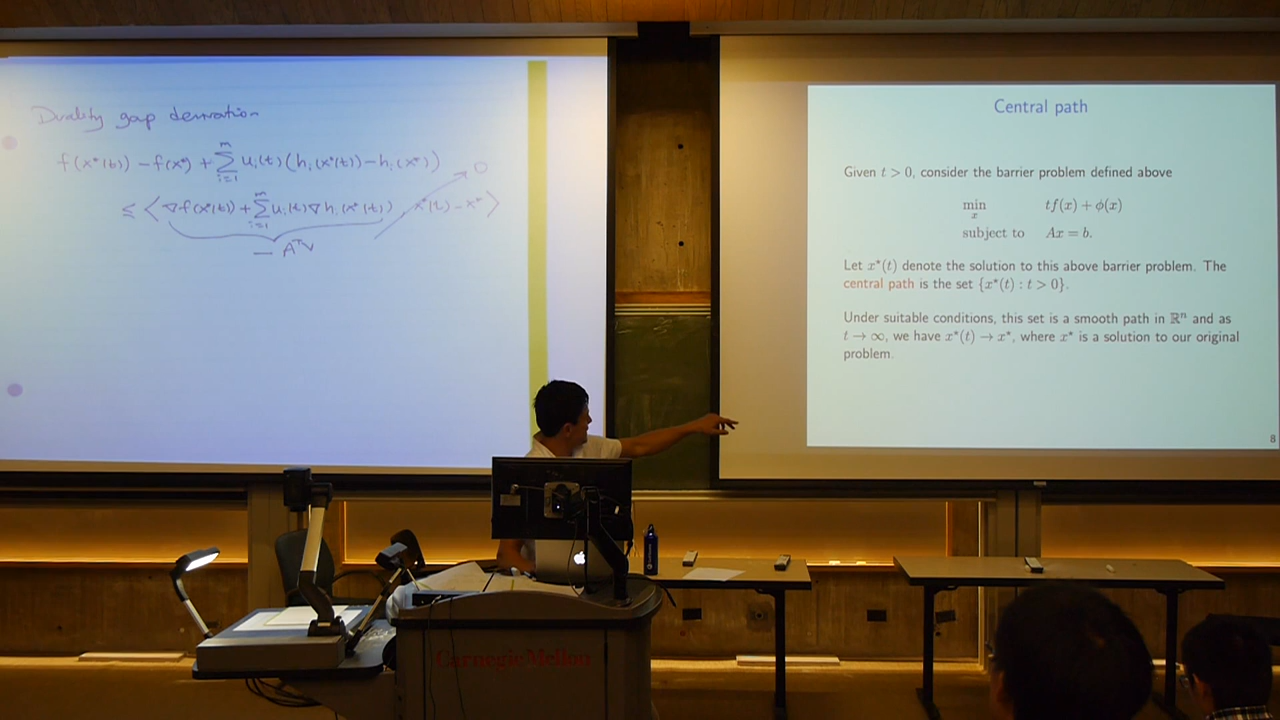 Duality gap derivation
f(x*(t)) - f(x*) + Σ_{i=1}^{m} u_i(t)(h_i(x*(t)) - h_i(x*))
0
≤ ⟨∇f(x*(t)) + Σ_{i=1}^{m} u_i(t)∇h_i(x*(t)), x*(t) - x*⟩
- AᵀV
Central path
Given t > 0, consider the barrier problem defined above
min_x tf(x) + ϕ(x)
subject to Ax = b.
Let x⋆(t) denote the solution to this above barrier problem. The
central path is the set {x⋆(t) : t > 0}.
Under suitable conditions, this set is a smooth path in ℝⁿ and as
t → ∞, we have x⋆(t) → x⋆, where x⋆ is a solution to our original
problem.
8
Carnegie Mellon